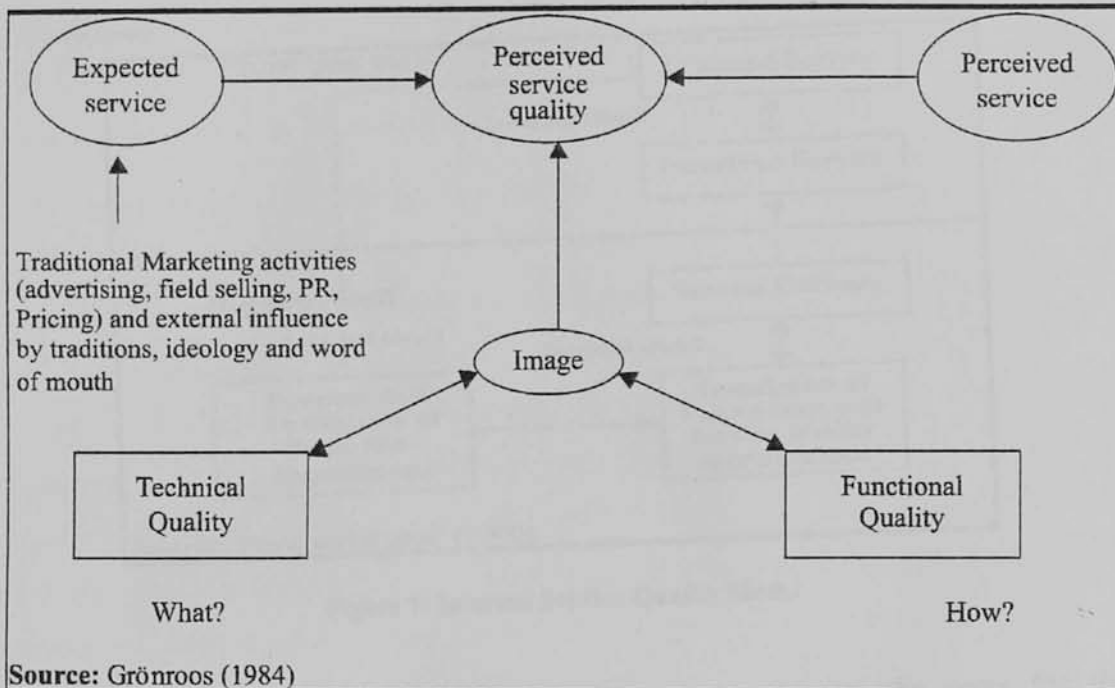 Expected
service
Perceived
service
quality
Perceived
service
Traditional Marketing activities
(advertising, field selling, PR,
Pricing) and external influence
by traditions, ideology and word
of mouth
Image
Technical
Quality
Functional
Quality
What?
How?
Source: Grönroos (1984)